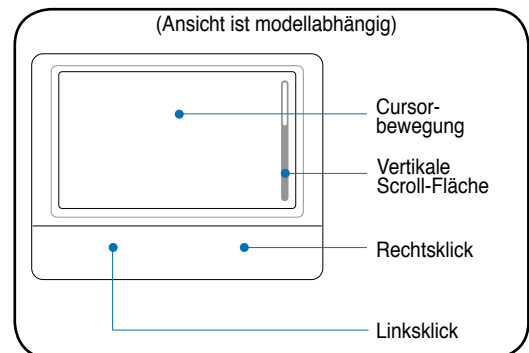 (Ansicht ist modellabhängig)
Cursor-
bewegung
Vertikale
Scroll-Fläche
Rechtsklick
Linksklick